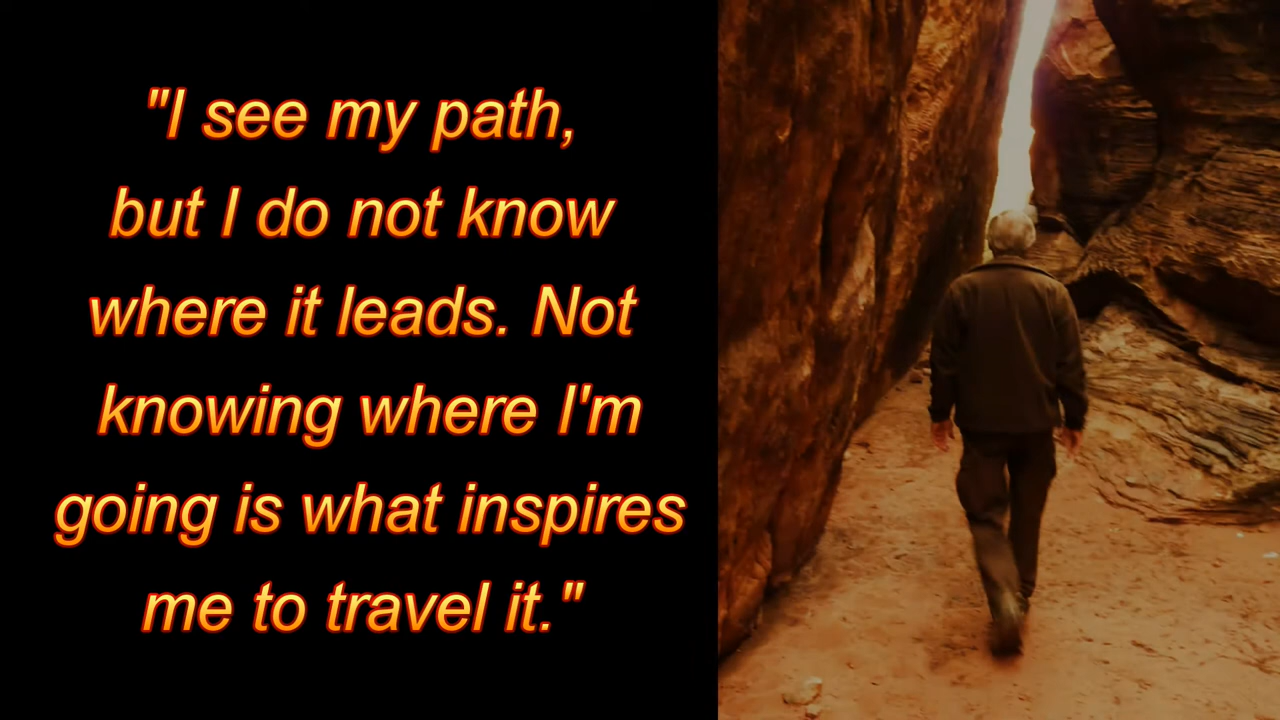 "I see my path,
but I do not know
where it leads. Not
knowing where I'm
going is what inspires
me to travel it."